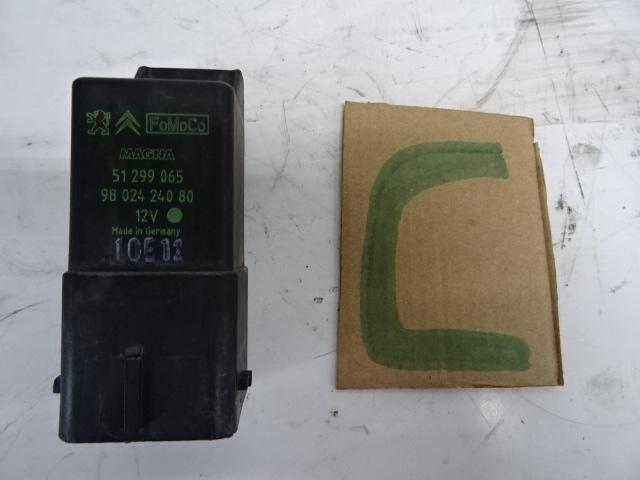 FoMoCo
MAGNA
51 299 065
98 024 240 80
12V
Made in Germany
10E12
C